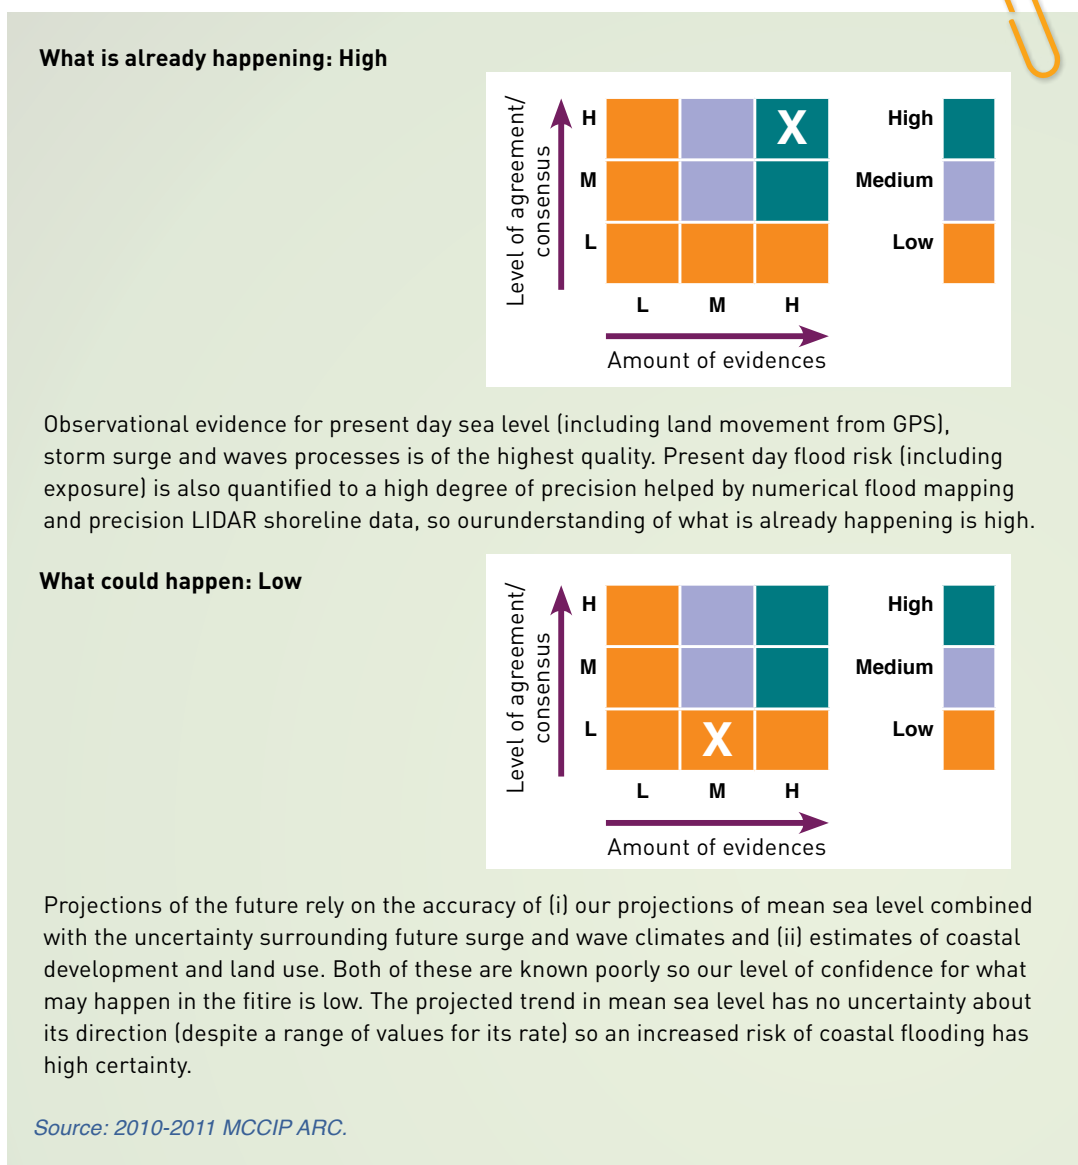 What is already happening: High
Level of agreement/
consensus
H
M
L
X
L M H
Amount of evidences
High
Medium
Low
Observational evidence for present day sea level (including land movement from GPS),
storm surge and waves processes is of the highest quality. Present day flood risk (including
exposure) is also quantified to a high degree of precision helped by numerical flood mapping
and precision LIDAR shoreline data, so ourunderstanding of what is already happening is high.
What could happen: Low
Level of agreement/
consensus
H
M
L
X
L M H
Amount of evidences
High
Medium
Low
Projections of the future rely on the accuracy of (i) our projections of mean sea level combined
with the uncertainty surrounding future surge and wave climates and (ii) estimates of coastal
development and land use. Both of these are known poorly so our level of confidence for what
may happen in the fitire is low. The projected trend in mean sea level has no uncertainty about
its direction (despite a range of values for its rate) so an increased risk of coastal flooding has
high certainty.
Source: 2010-2011 MCCIP ARC.